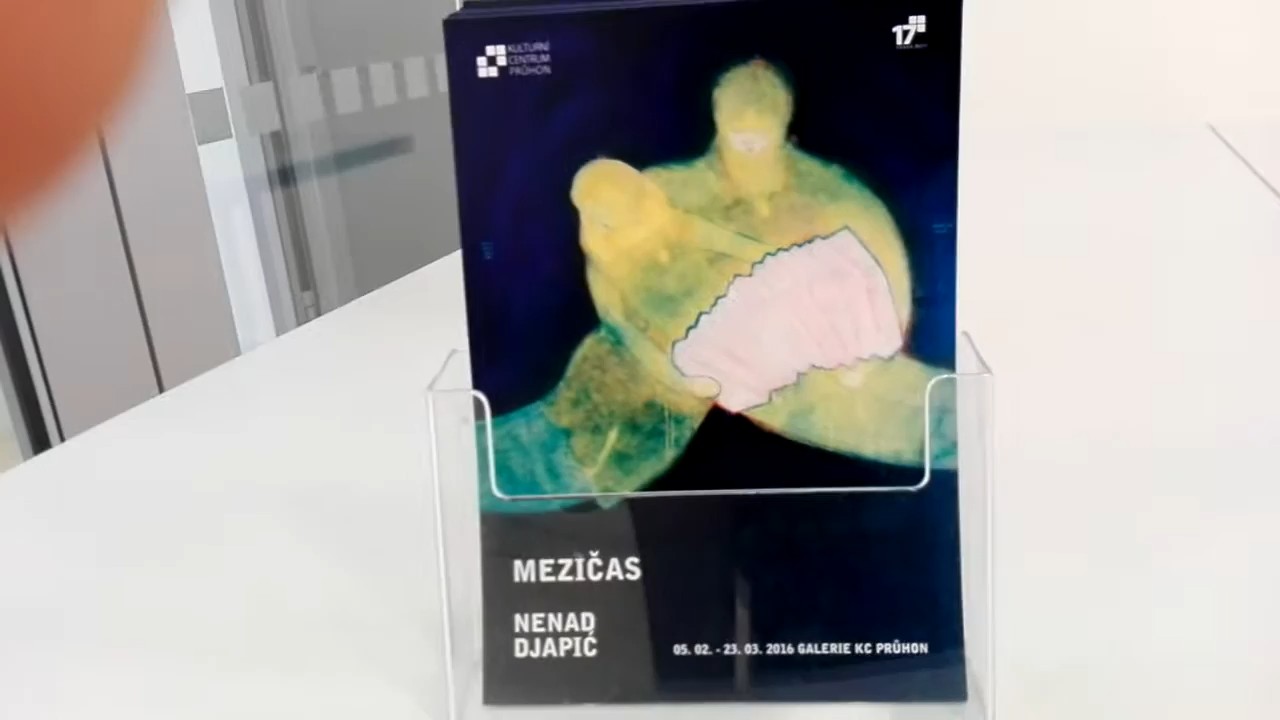 KULTURNÍ
CENTRUM
PRŮHON
17
MEZIČAS
NENAD
DJAPIĆ
05. 02. - 23. 03. 2016 GALERIE KC PRŮHON